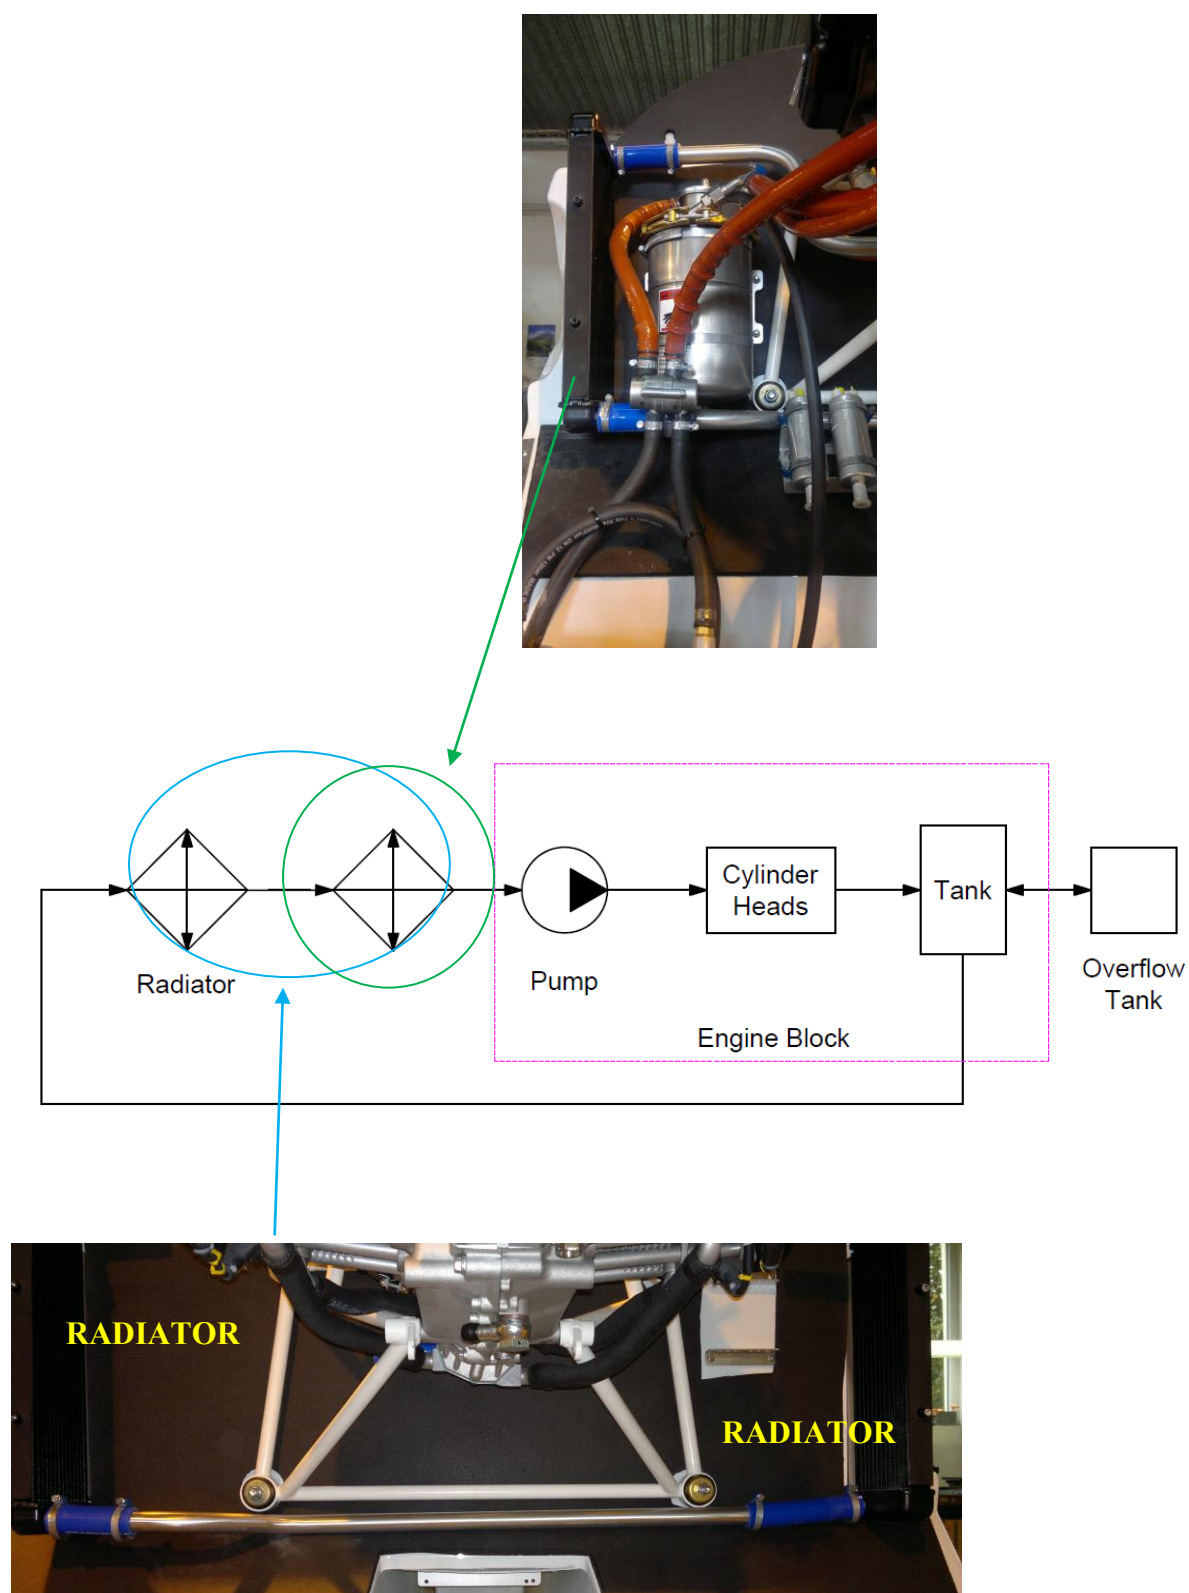 Cylinder
Heads
Tank
Radiator
Pump
Overflow
Tank
Engine Block
RADIATOR
RADIATOR